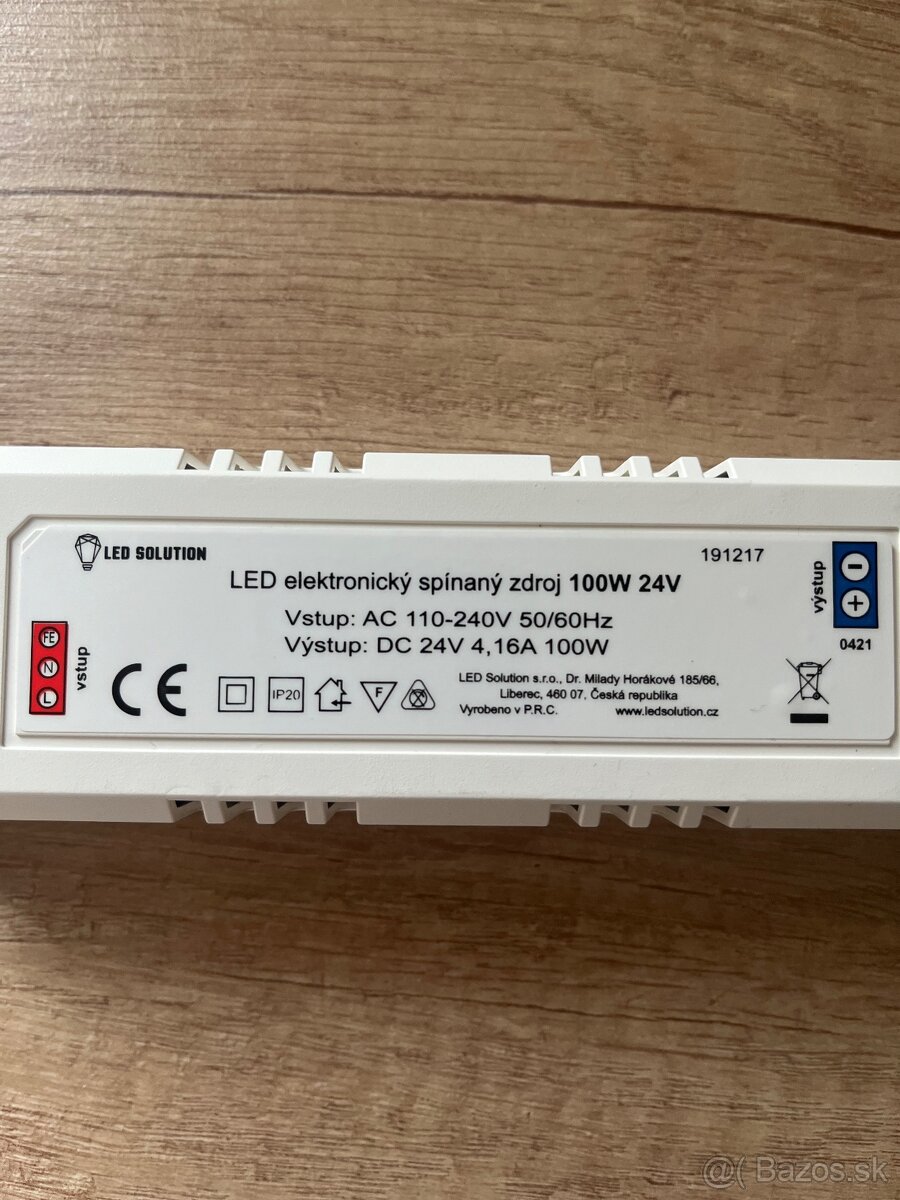 LED SOLUTION
191217
LED elektronický spínaný zdroj 100W 24V
Vstup: AC 110-240V 50/60Hz
Výstup: DC 24V 4,16A 100W
FE
N
L
vstup
CE
IP20
F
LED Solution s.r.o., Dr. Milady Horákové 185/66,
Liberec, 460 07, Česká republika
Vyrobeno v P.R.C. www.ledsolution.cz
výstup
0421
@( Bazos.sk